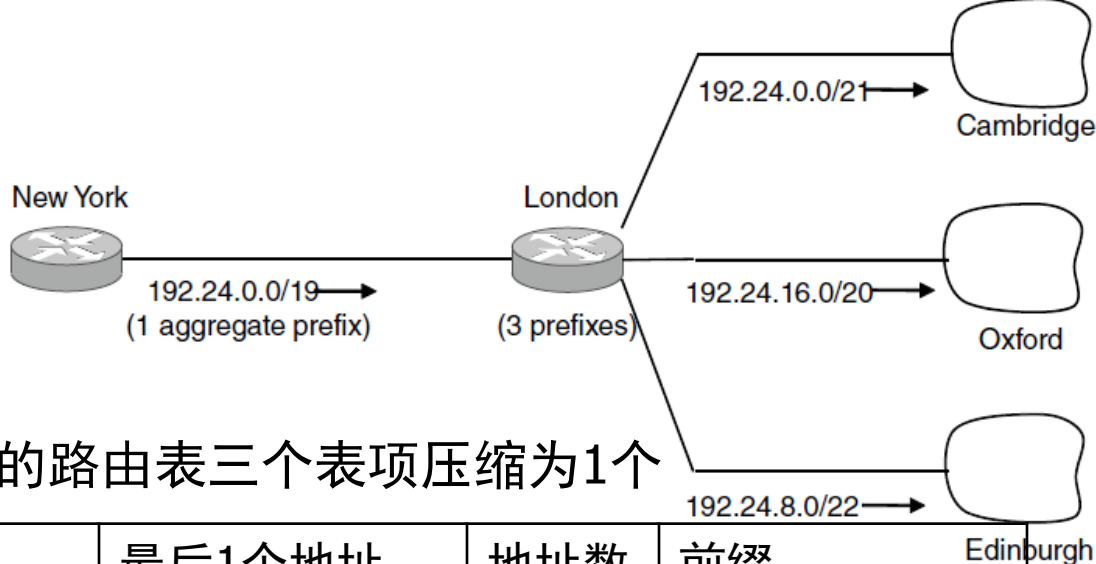 192.24.0.0/21
Cambridge
New York
London
192.24.0.0/19
(1 aggregate prefix)
(3 prefixes)
192.24.16.0/20
Oxford
的路由表三个表项压缩为1个
192.24.8.0/22
Edinburgh
最后1个地址
地址数
前缀